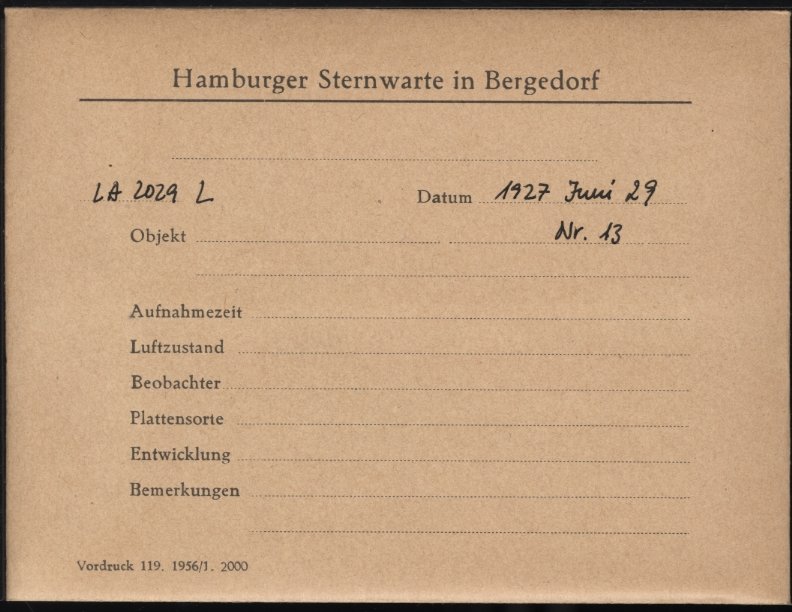 Hamburger Sternwarte in Bergedorf
LA 2029 L Datum 1927 Juni 29
Objekt Nr. 13
Aufnahmezeit
Luftzustand
Beobachter
Plattensorte
Entwicklung
Bemerkungen
Vordruck 119. 1956/1. 2000